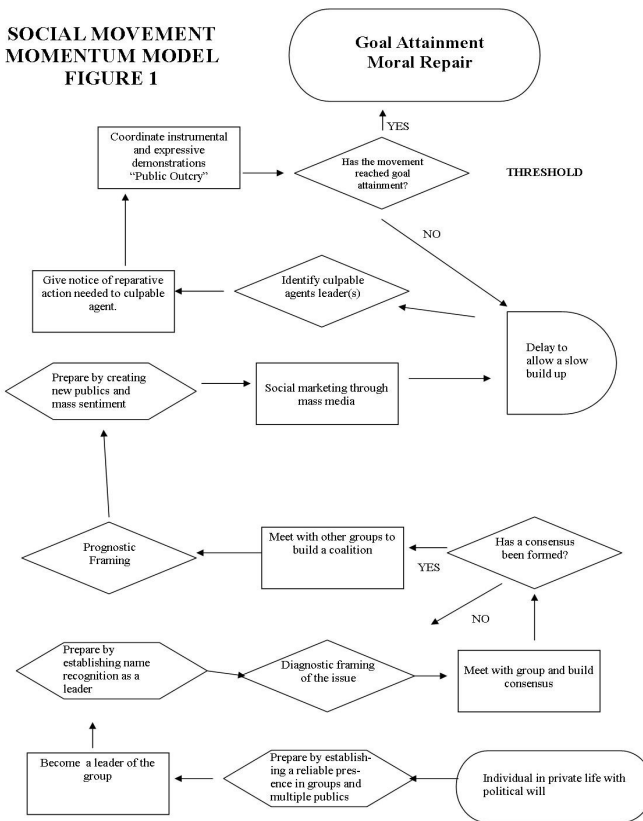 SOCIAL MOVEMENT
MOMENTUM MODEL
FIGURE 1
Goal Attainment
Moral Repair
YES
Coordinate instrumental
and expressive
demonstrations
“Public Outcry”
Has the movement
reached goal
attainment?
THRESHOLD
NO
Give notice of reparative
action needed to culpable
agent.
Identify culpable
agents leader(s)
Delay to
allow a slow
build up
Prepare by creating
new publics and
mass sentiment
Social marketing through
mass media
Prognostic
Framing
Meet with other groups to
build a coalition
Has a consensus
been formed?
YES
NO
Prepare by
establishing name
recognition as a
leader
Diagnostic framing
of the issue
Meet with group and build
consensus
Become a leader of the
group
Prepare by establish-
ing a reliable pres-
ence in groups and
multiple publics
Individual in private life with
political will